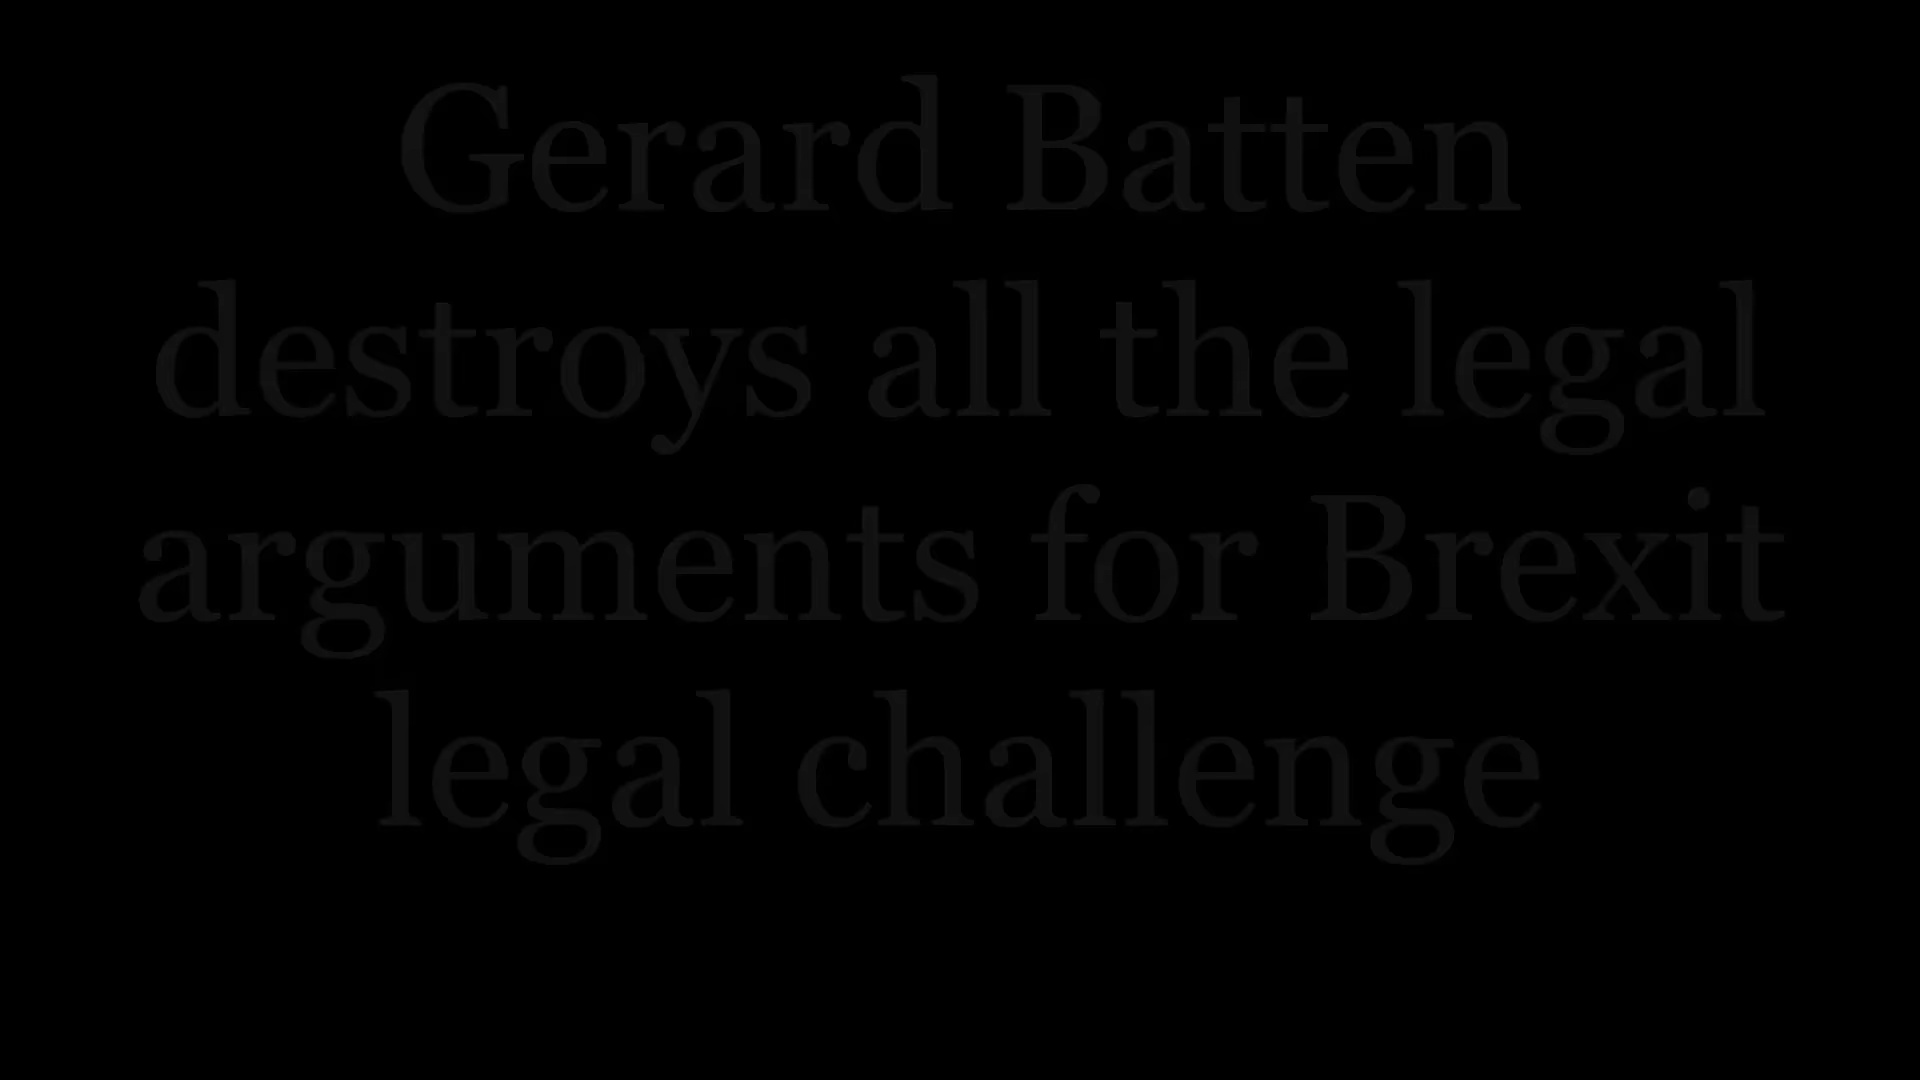 Gerard Batten
destroys all the legal
arguments for Brexit
legal challenge